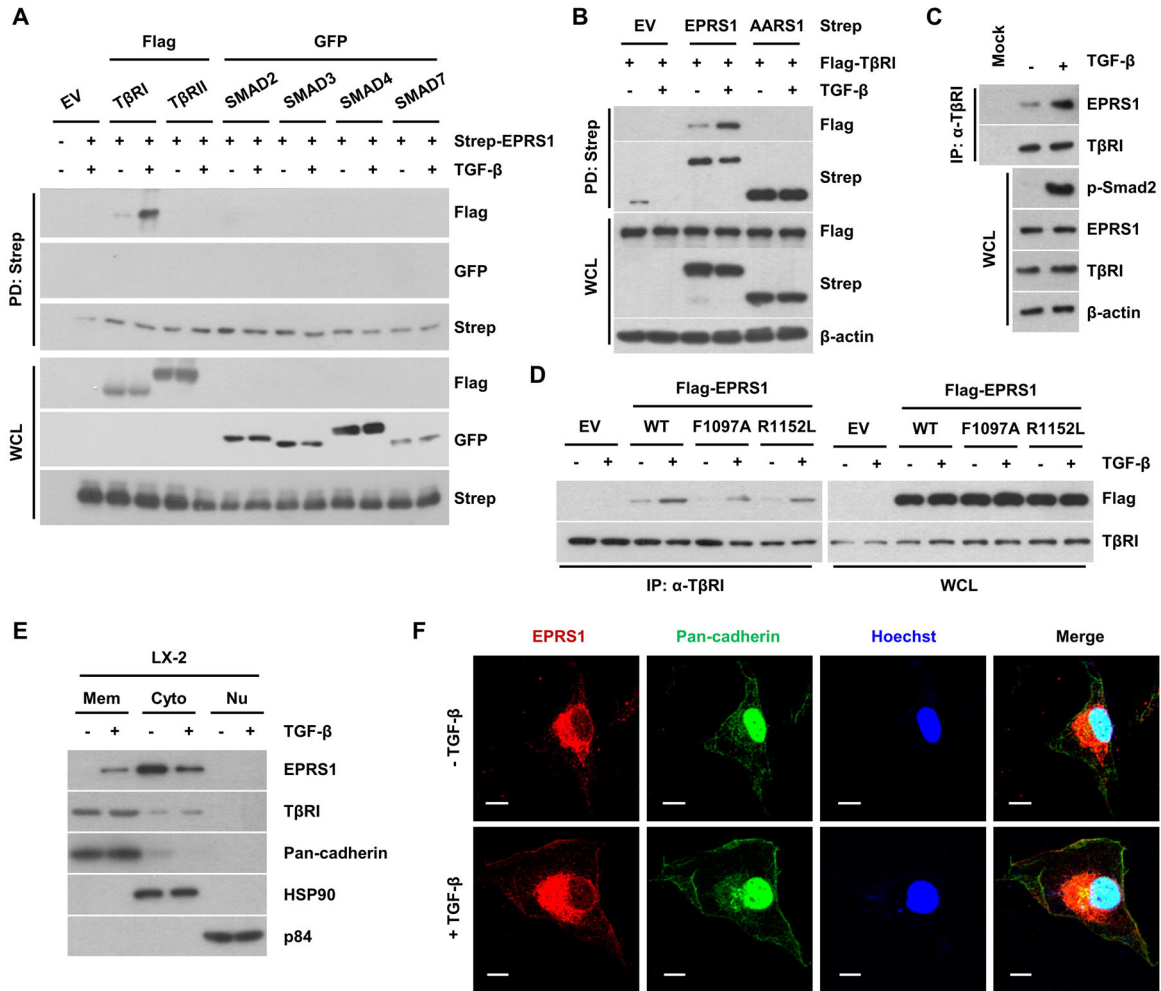 A
Flag GFP
EV TβRI TβRII SMAD2 SMAD3 SMAD4 SMAD7
- + + + + + + + + + + + + + Strep-EPRS1
- + - + - + - + - + - + - + TGF-β
PD: Strep
Flag
GFP
Strep
WCL
Flag
GFP
Strep
B
EV EPRS1 AARS1 Strep
+ + + + + + Flag-TβRI
- + - + - + TGF-β
PD: Strep
Flag
Strep
WCL
Flag
Strep
β-actin
C
Mock
- + TGF-β
IP: α-TβRI
EPRS1
TβRI
WCL
p-Smad2
EPRS1
TβRI
β-actin
D
Flag-EPRS1 Flag-EPRS1
EV WT F1097A R1152L EV WT F1097A R1152L
- + - + - + - + - + - + - + - + TGF-β
Flag
TβRI
IP: α-TβRI WCL
E
LX-2
Mem Cyto Nu
- + - + - + TGF-β
EPRS1
TβRI
Pan-cadherin
HSP90
p84
F
EPRS1 Pan-cadherin Hoechst Merge
- TGF-β
+ TGF-β